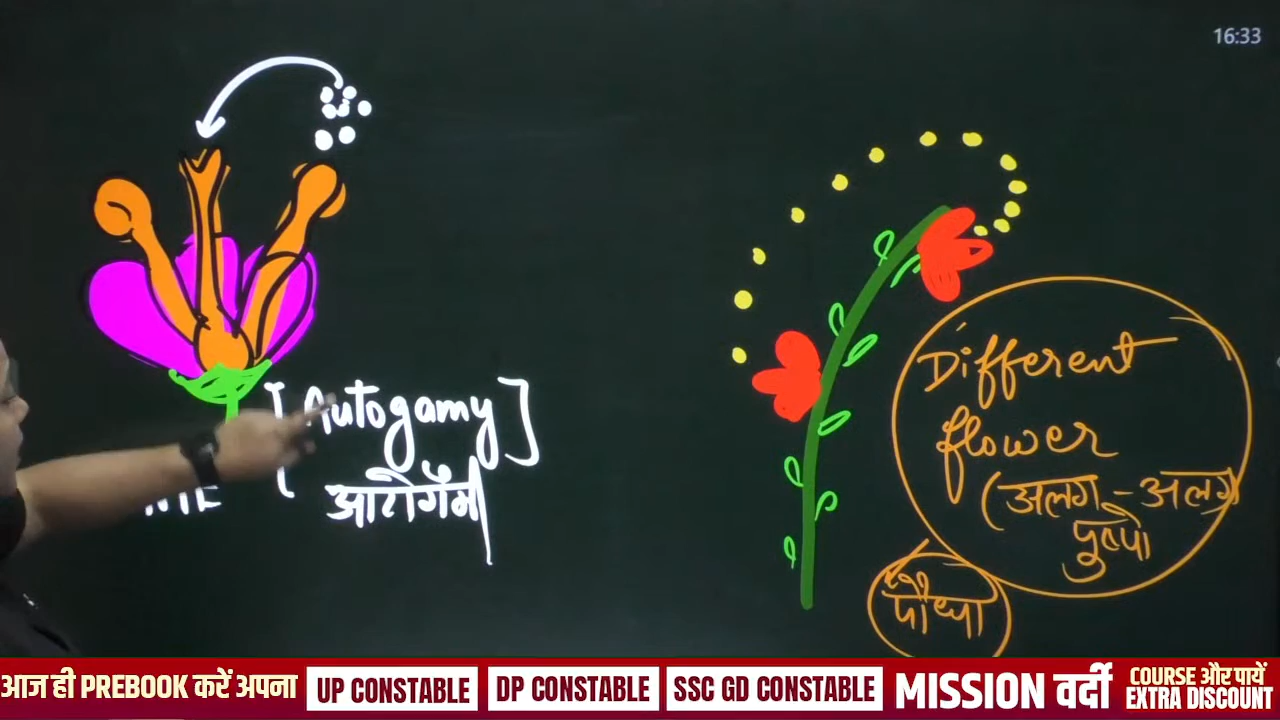 16:33
[Autogamy]
आटोगैमी
Different
flower
(अलग-अलग
पुष्पो
पौधा
आज ही PREBOOK करें अपना
UP CONSTABLE
DP CONSTABLE
SSC GD CONSTABLE
MISSION वर्दी
COURSE और पायें
EXTRA DISCOUNT